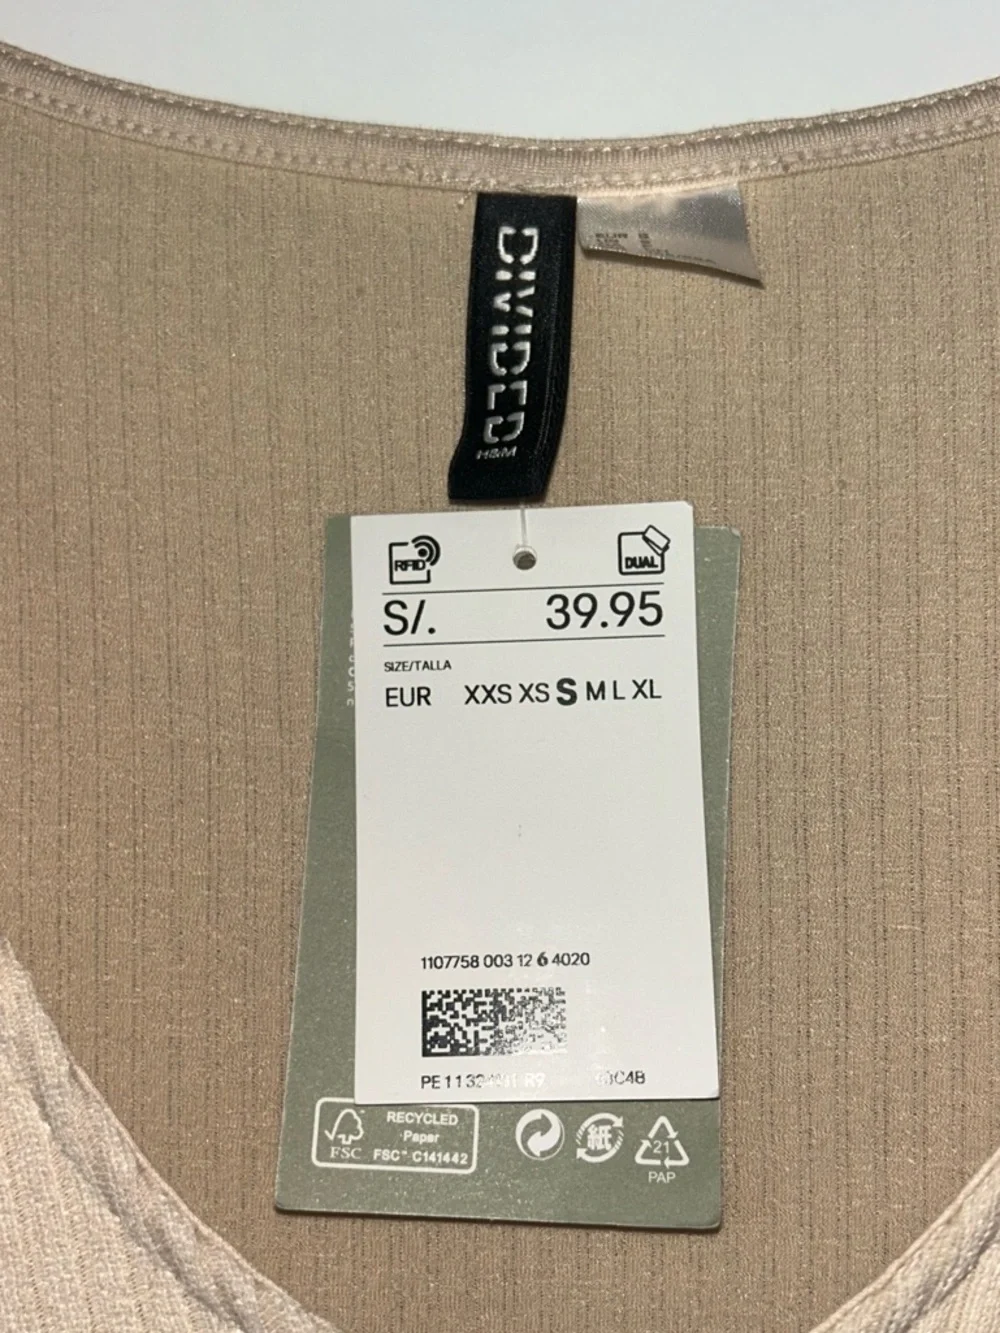 DIVIDED
H&M
RFID
DUAL
S/. 39.95
SIZE/TALLA
EUR XXS XS S M L XL
1107758 003 12 6 4020
RECYCLED
Paper
FSC
FSC® C141442
紙
21
PAP